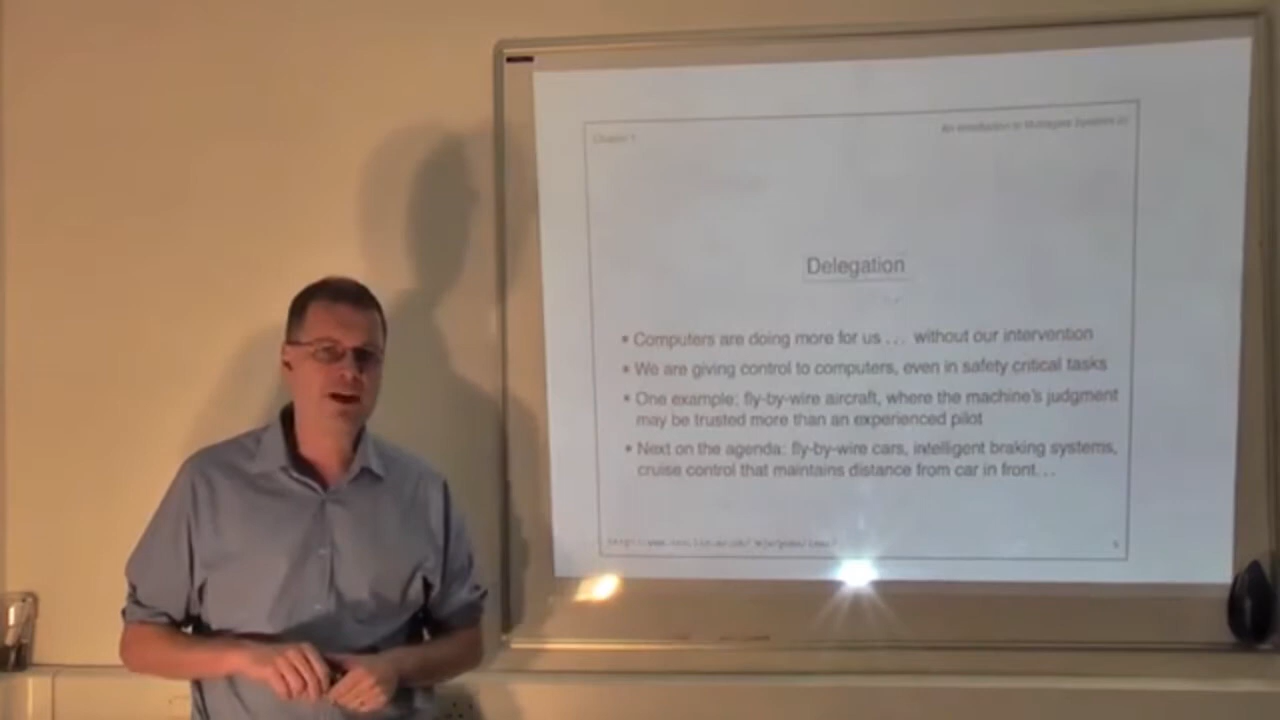 Chapter 1
An Introduction to Multiagent Systems 2e
Delegation
• Computers are doing more for us . . . without our intervention
• We are giving control to computers, even in safety critical tasks
• One example: fly-by-wire aircraft, where the machine's judgment
may be trusted more than an experienced pilot
• Next on the agenda: fly-by-wire cars, intelligent braking systems,
cruise control that maintains distance from car in front. . .